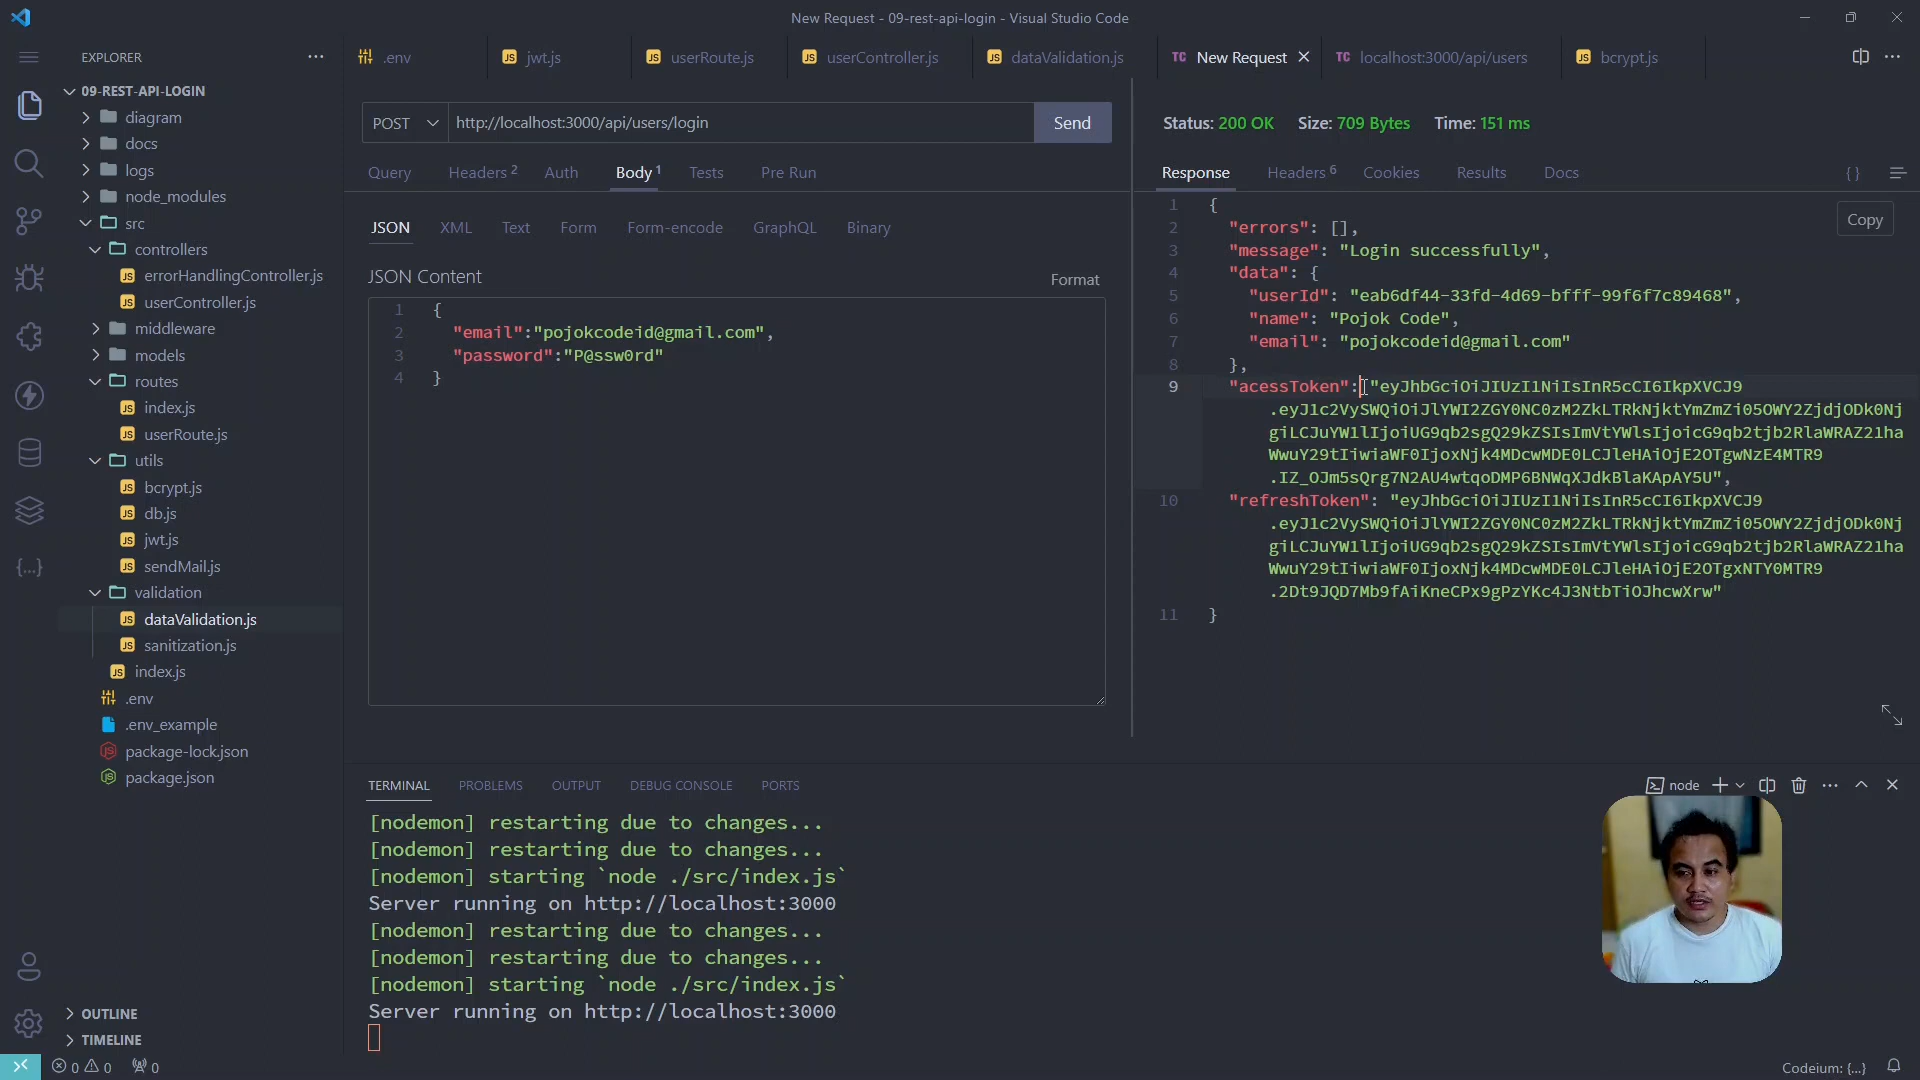 New Request - 09-rest-api-login - Visual Studio Code
EXPLORER
.env
jwt.js
userRoute.js
userController.js
dataValidation.js
TC New Request
TC localhost:3000/api/users
bcrypt.js
09-REST-API-LOGIN
diagram
docs
logs
node_modules
src
controllers
errorHandlingController.js
userController.js
middleware
models
routes
index.js
userRoute.js
utils
bcrypt.js
db.js
jwt.js
sendMail.js
validation
dataValidation.js
sanitization.js
index.js
.env
.env_example
package-lock.json
package.json
OUTLINE
TIMELINE
POST
http://localhost:3000/api/users/login
Send
Query
Headers 2
Auth
Body 1
Tests
Pre Run
JSON
XML
Text
Form
Form-encode
GraphQL
Binary
JSON Content
Format
1 {
2 "email":"pojokcodeid@gmail.com",
3 "password":"P@ssw0rd"
4 }
Status: 200 OK Size: 709 Bytes Time: 151 ms
Response
Headers 6
Cookies
Results
Docs
{ }
Copy
1 {
2 "errors": [],
3 "message": "Login successfully",
4 "data": {
5 "userId": "eab6df44-33fd-4d69-bfff-99f6f7c89468",
6 "name": "Pojok Code",
7 "email": "pojokcodeid@gmail.com"
8 },
9 "acessToken": "eyJhbGciOiJIUzI1NiIsInR5cCI6IkpXVCJ9
.eyJ1c2VySWQiOiJlYWI2ZGY0NC0zM2ZkLTRkNjktYmZmZi05OWY2ZjdjODk0Nj
giLCJuYW1lIjoiUG9qb2sgQ29kZSIsImVtYWlsIjoicG9qb2tjb2RlaWRAZ21ha
WwuY29tIiwiaWF0IjoxNjk4MDcwMDE0LCJleHAiOjE2OTgwNzE4MTR9
.IZ_OJm5sQrg7N2AU4wtqoDMP6BNWqXJdkBlaKApAY5U",
10 "refreshToken": "eyJhbGciOiJIUzI1NiIsInR5cCI6IkpXVCJ9
.eyJ1c2VySWQiOiJlYWI2ZGY0NC0zM2ZkLTRkNjktYmZmZi05OWY2ZjdjODk0Nj
giLCJuYW1lIjoiUG9qb2sgQ29kZSIsImVtYWlsIjoicG9qb2tjb2RlaWRAZ21ha
WwuY29tIiwiaWF0IjoxNjk4MDcwMDE0LCJleHAiOjE2OTgxNTY0MTR9
.2Dt9JQD7Mb9fAiKneCPx9gPzYKc4J3NtbTiOJhcwXrw"
11 }
TERMINAL
PROBLEMS
OUTPUT
DEBUG CONSOLE
PORTS
node
[nodemon] restarting due to changes...
[nodemon] restarting due to changes...
[nodemon] starting `node ./src/index.js`
Server running on http://localhost:3000
[nodemon] restarting due to changes...
[nodemon] restarting due to changes...
[nodemon] starting `node ./src/index.js`
Server running on http://localhost:3000
0 0 0
Codeium: {...}